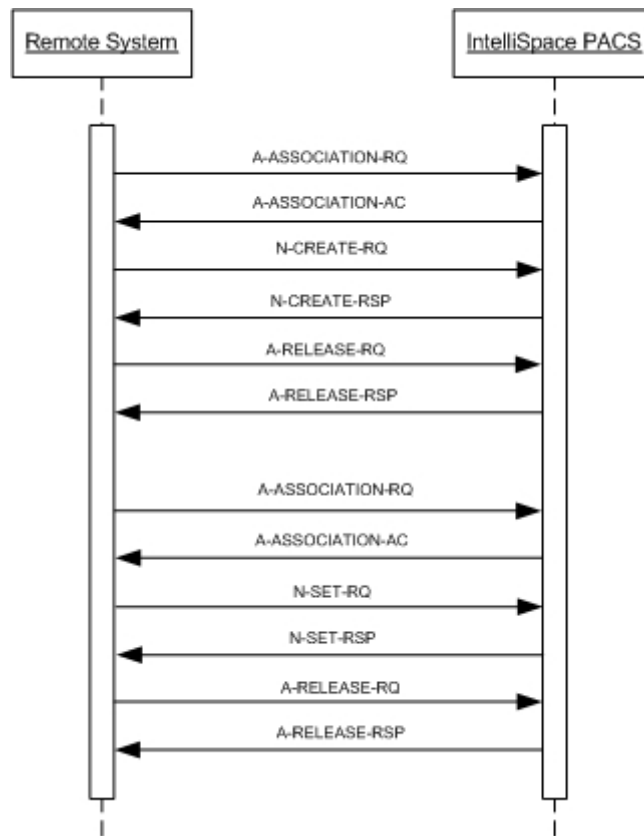 Remote System
IntelliSpace PACS
A-ASSOCIATION-RQ
A-ASSOCIATION-AC
N-CREATE-RQ
N-CREATE-RSP
A-RELEASE-RQ
A-RELEASE-RSP
A-ASSOCIATION-RQ
A-ASSOCIATION-AC
N-SET-RQ
N-SET-RSP
A-RELEASE-RQ
A-RELEASE-RSP